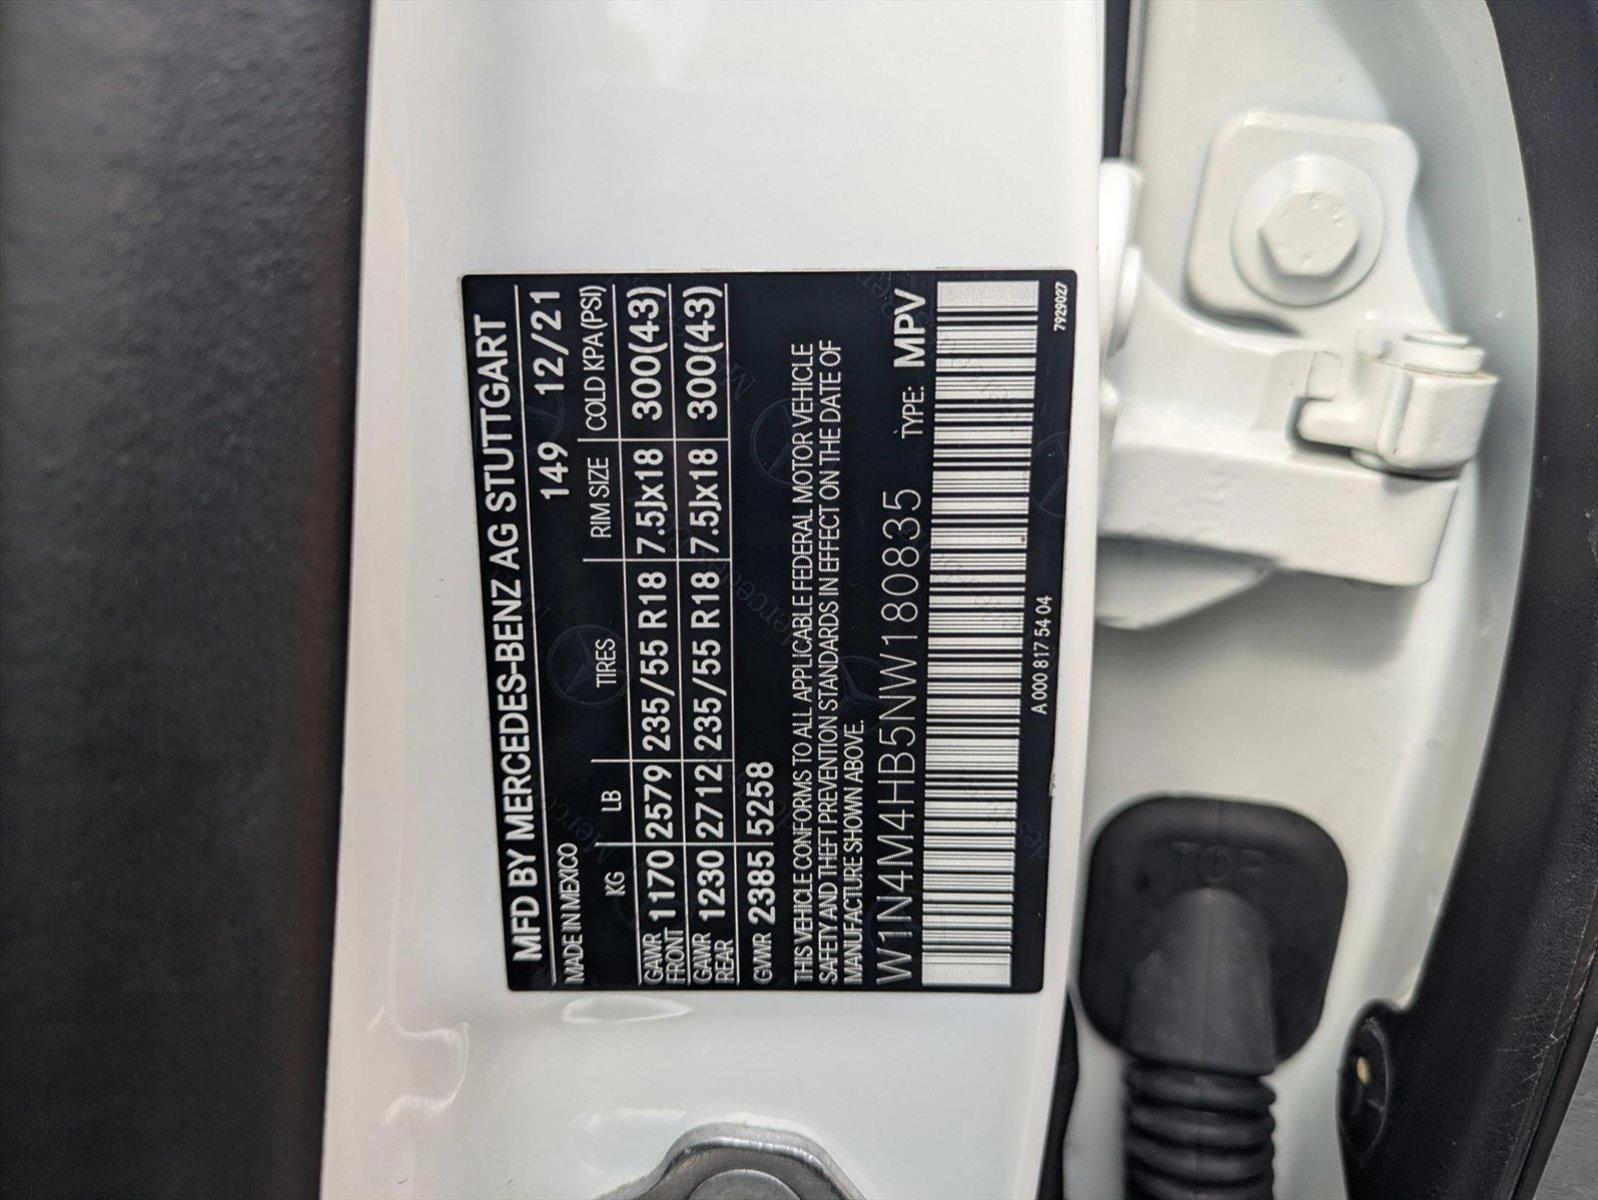 MFD BY MERCEDES-BENZ AG STUTTGART
MADE IN MEXICO 149 12/21
KG LB TIRES RIM SIZE COLD KPA(PSI)
GAWR FRONT 1170 2579 235/55 R18 7.5Jx18 300(43)
GAWR REAR 1230 2712 235/55 R18 7.5Jx18 300(43)
GVWR 2385 5258
THIS VEHICLE CONFORMS TO ALL APPLICABLE FEDERAL MOTOR VEHICLE
SAFETY AND THEFT PREVENTION STANDARDS IN EFFECT ON THE DATE OF
MANUFACTURE SHOWN ABOVE.
W1N4M4HB5NW180835 TYPE: MPV
A 000 817 54 04 7929027
TOP